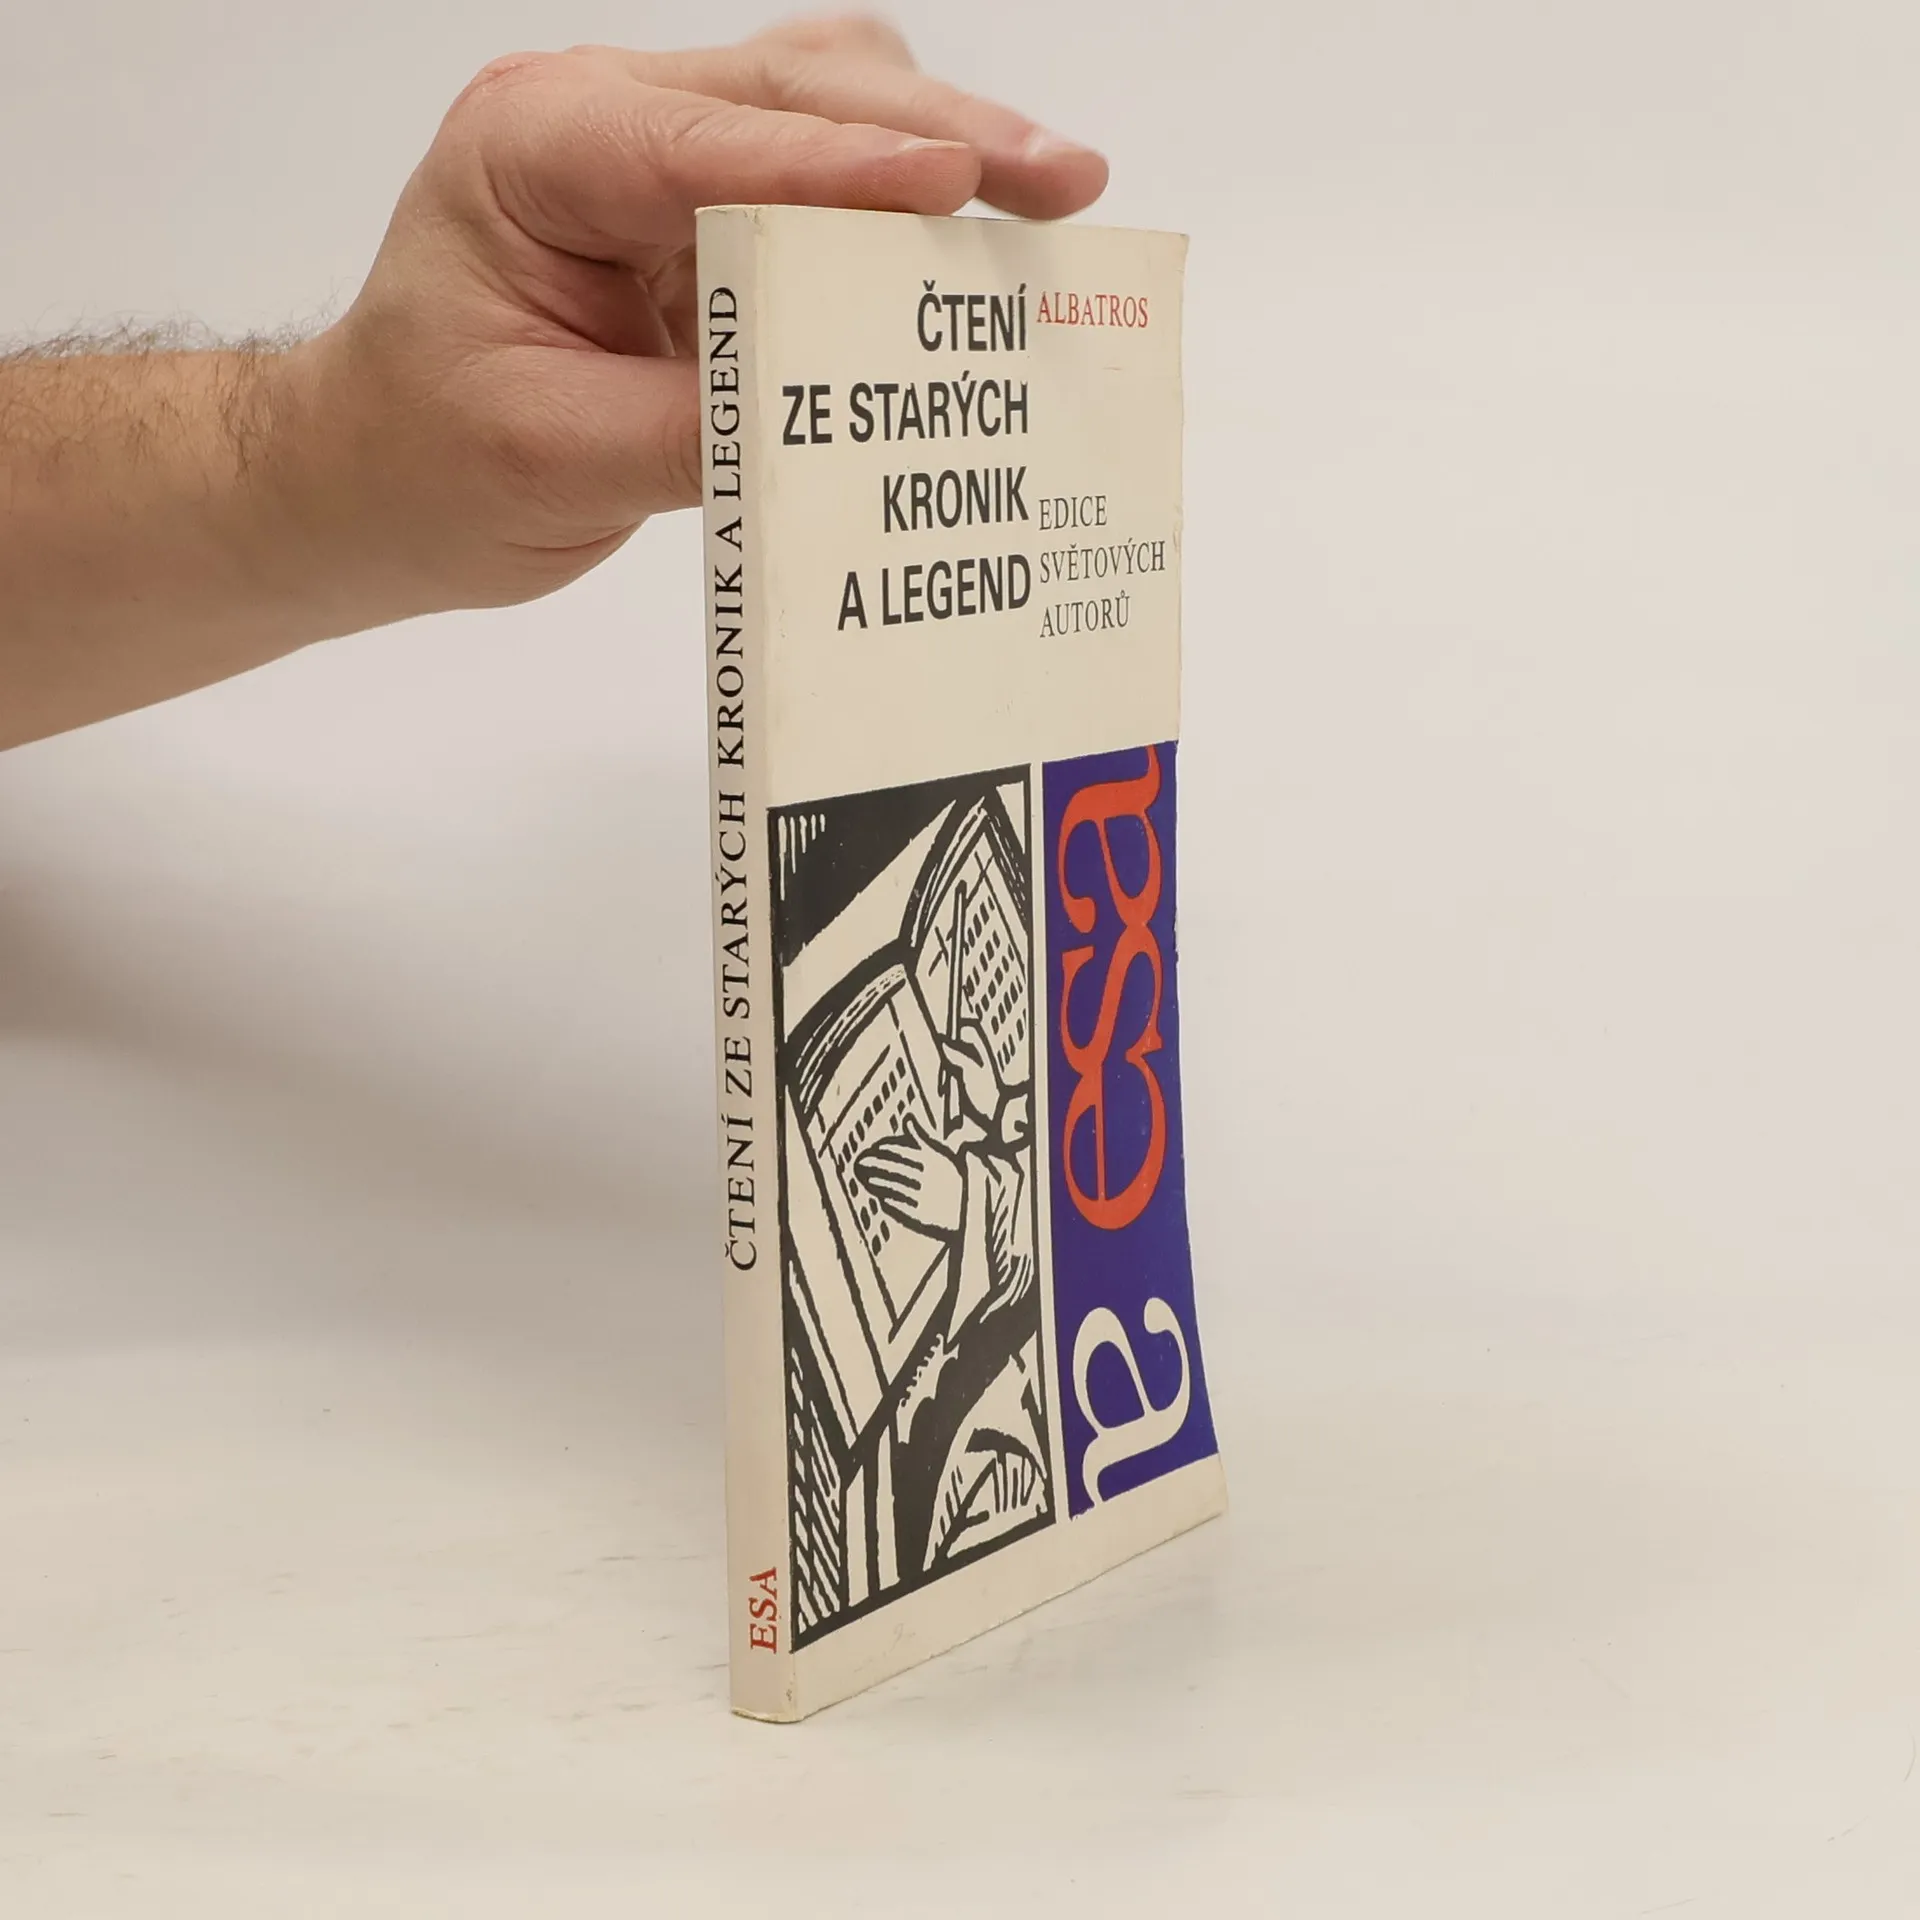 ČTENÍ
ZE STARÝCH
KRONIK
A LEGEND
ALBATROS
EDICE
SVĚTOVÝCH
AUTORŮ
esa
a
ČTENÍ ZE STARÝCH KRONIK A LEGEND
ESA